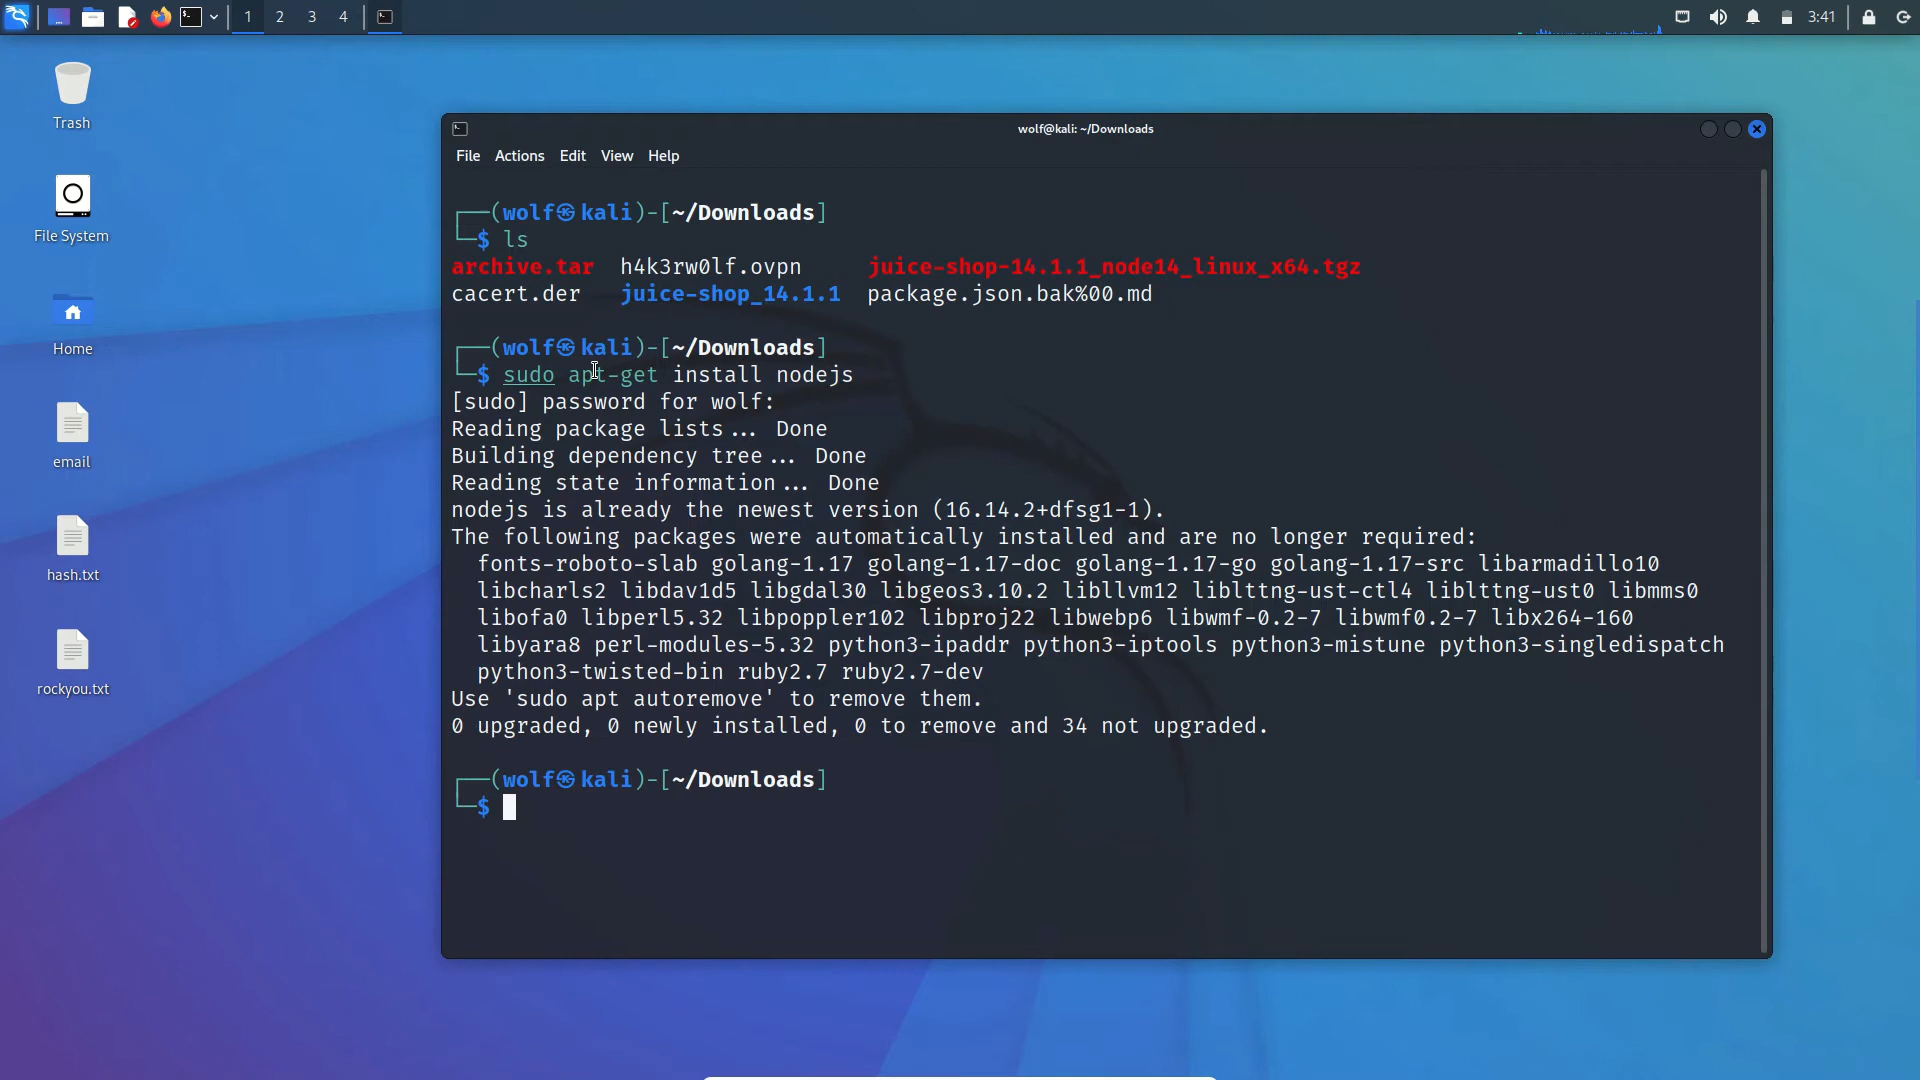 1 2 3 4 3:41
Trash
File System
Home
email
hash.txt
rockyou.txt
wolf@kali: ~/Downloads
File Actions Edit View Help
┌──(wolf㉿kali)-[~/Downloads]
└─$ ls
archive.tar h4k3rw0lf.ovpn juice-shop-14.1.1_node14_linux_x64.tgz
cacert.der juice-shop_14.1.1 package.json.bak%00.md
┌──(wolf㉿kali)-[~/Downloads]
└─$ sudo apt-get install nodejs
[sudo] password for wolf:
Reading package lists... Done
Building dependency tree... Done
Reading state information... Done
nodejs is already the newest version (16.14.2+dfsg1-1).
The following packages were automatically installed and are no longer required:
fonts-roboto-slab golang-1.17 golang-1.17-doc golang-1.17-go golang-1.17-src libarmadillo10
libcharls2 libdav1d5 libgdal30 libgeos3.10.2 libllvm12 liblttng-ust-ctl4 liblttng-ust0 libmms0
libofa0 libperl5.32 libpoppler102 libproj22 libwebp6 libwmf-0.2-7 libwmf0.2-7 libx264-160
libyara8 perl-modules-5.32 python3-ipaddr python3-iptools python3-mistune python3-singledispatch
python3-twisted-bin ruby2.7 ruby2.7-dev
Use 'sudo apt autoremove' to remove them.
0 upgraded, 0 newly installed, 0 to remove and 34 not upgraded.
┌──(wolf㉿kali)-[~/Downloads]
└─$